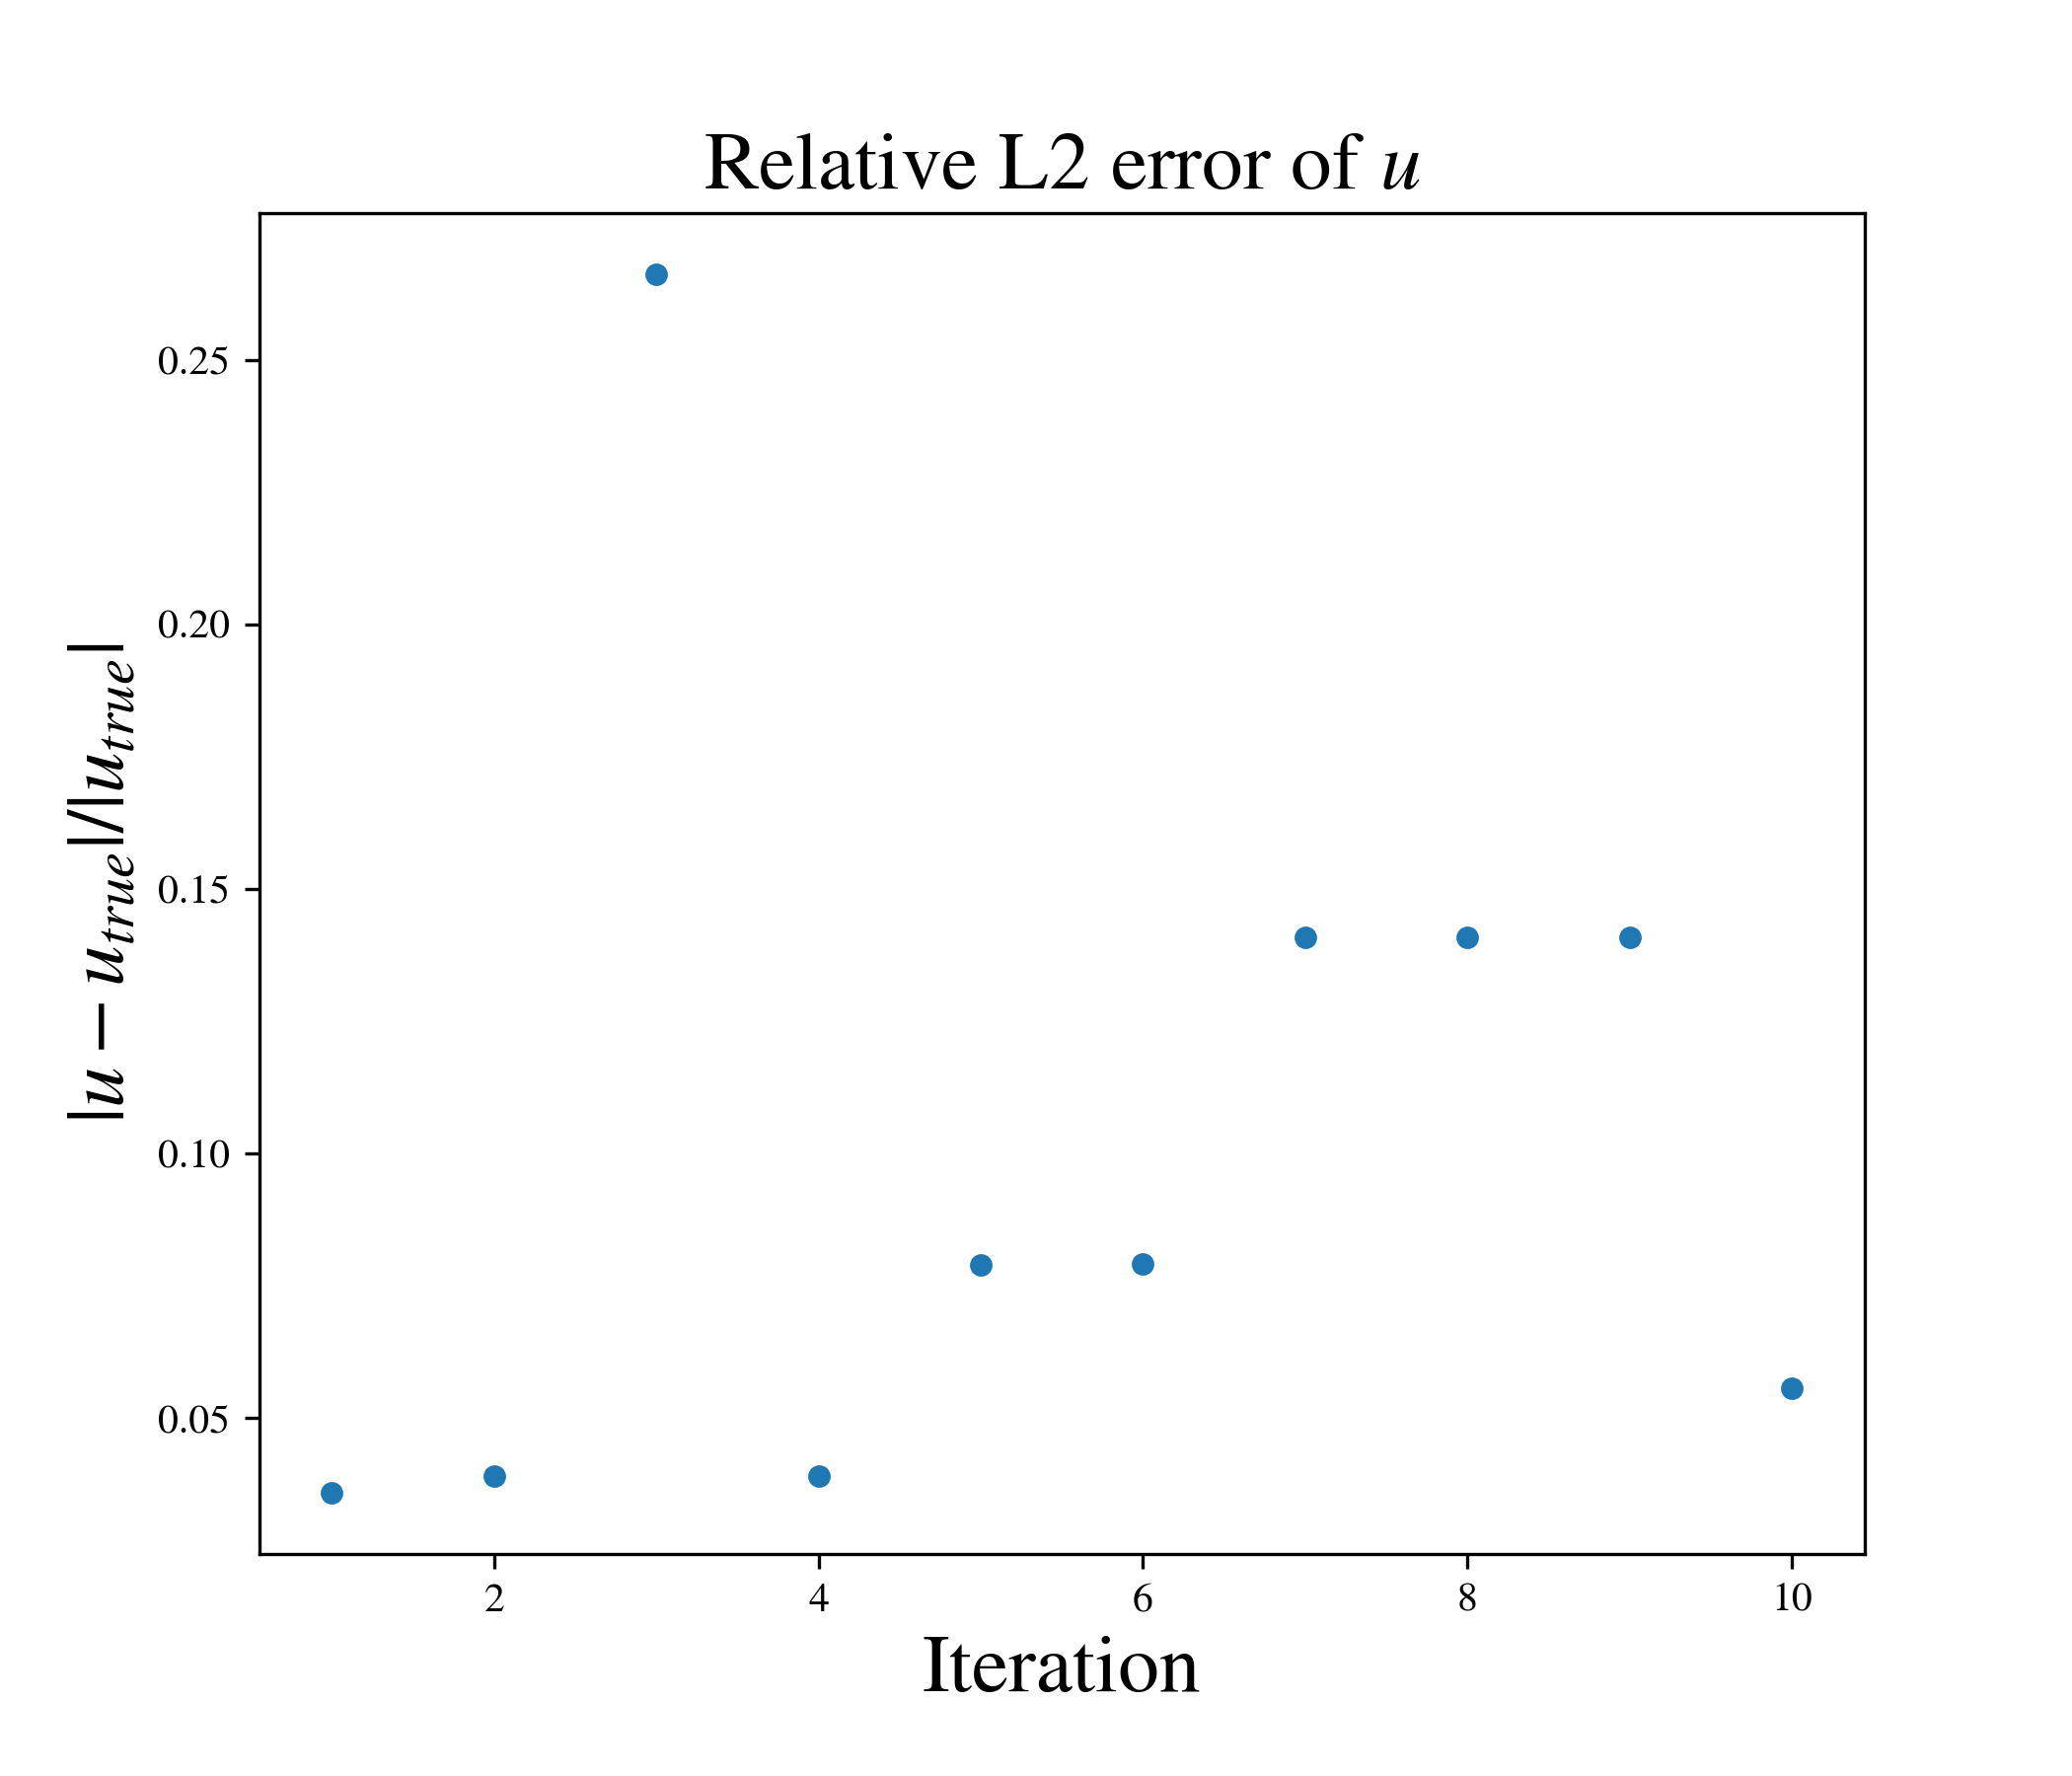 Relative L2 error of u
|u − u_true|/|u_true|
0.25
0.20
0.15
0.10
0.05
2 4 6 8 10
Iteration